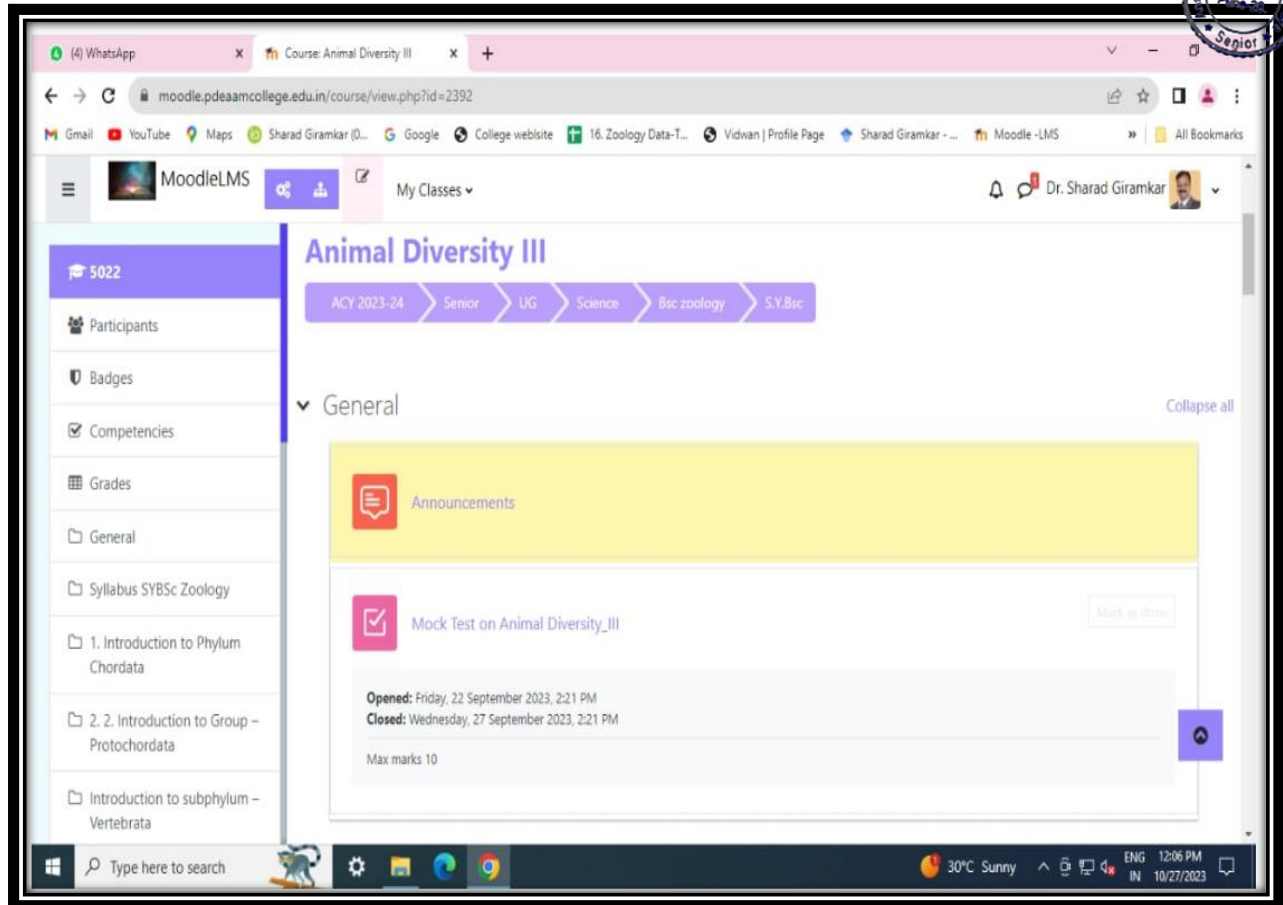 Senior
(4) WhatsApp
Course: Animal Diversity III
moodle.pdeaamcollege.edu.in/course/view.php?id=2392
Gmail YouTube Maps Sharad Giramkar (0... Google College weblsite 16. Zoology Data-T... Vidwan | Profile Page Sharad Giramkar - ... Moodle -LMS » All Bookmarks
MoodleLMS My Classes 1 Dr. Sharad Giramkar
5022
Participants
Badges
Competencies
Grades
General
Syllabus SYBSc Zoology
1. Introduction to Phylum
Chordata
2. 2. Introduction to Group –
Protochordata
Introduction to subphylum –
Vertebrata
Animal Diversity III
ACY 2023-24 Senior UG Science Bsc zoology S.Y.Bsc
General
Collapse all
Announcements
Mock Test on Animal Diversity_III
Mark as done
Opened: Friday, 22 September 2023, 2:21 PM
Closed: Wednesday, 27 September 2023, 2:21 PM
Max marks 10
Type here to search
30°C Sunny
ENG
IN
12:06 PM
10/27/2023